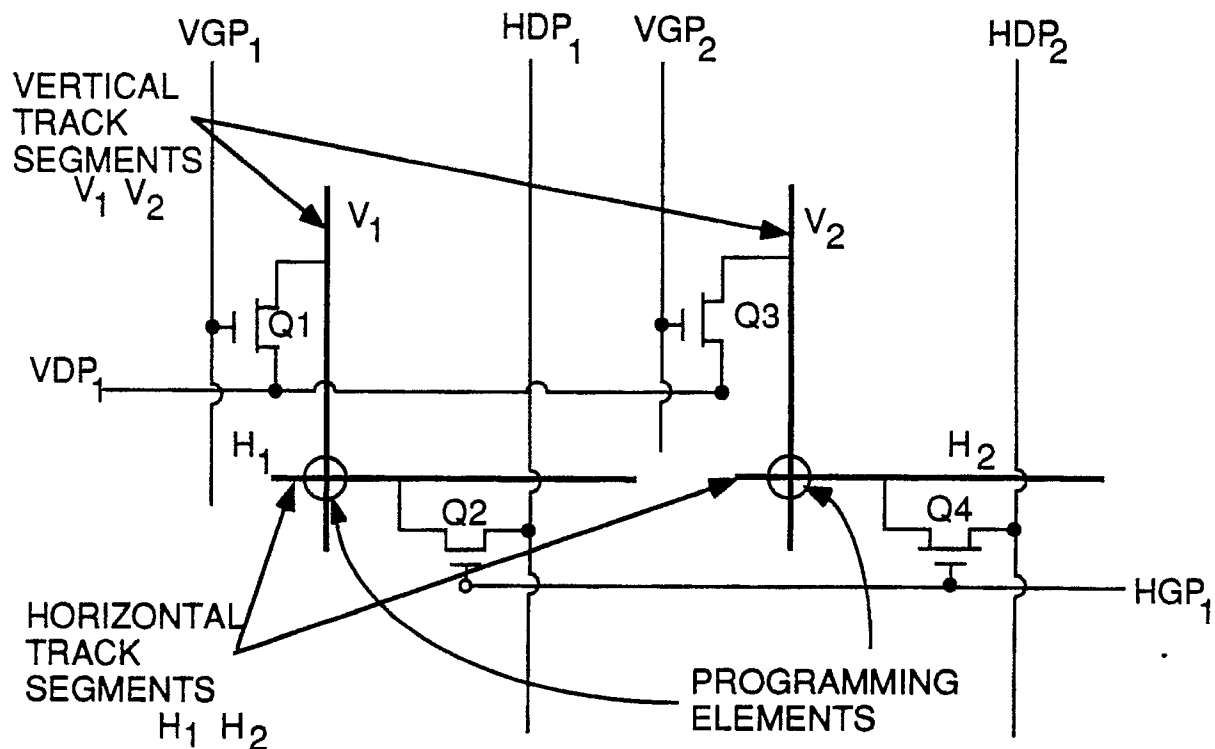 VGP1
HDP1
VGP2
HDP2
VERTICAL
TRACK
SEGMENTS
V1 V2
V1
V2
Q1
Q3
VDP1
H1
H2
Q2
Q4
HGP1
HORIZONTAL
TRACK
SEGMENTS
H1 H2
PROGRAMMING
ELEMENTS